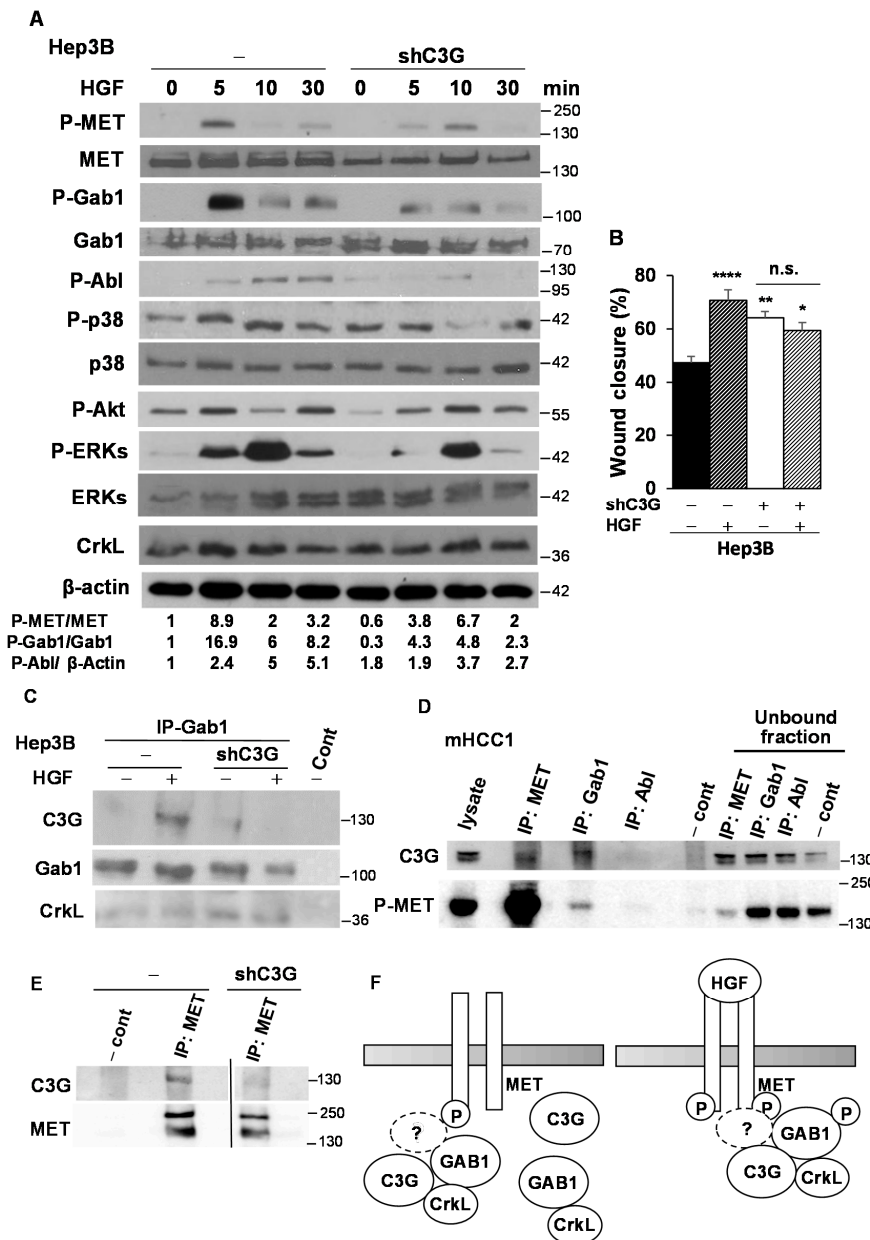 A
Hep3B
– shC3G
HGF 0 5 10 30 0 5 10 30 min
P-MET –250
–130
MET –130
P-Gab1 –100
Gab1 –70
P-Abl –130
–95
P-p38 –42
p38 –42
P-Akt –55
P-ERKs –42
ERKs –42
CrkL –36
β-actin –42
P-MET/MET 1 8.9 2 3.2 0.6 3.8 6.7 2
P-Gab1/Gab1 1 16.9 6 8.2 0.3 4.3 4.8 2.3
P-Abl/ β-Actin 1 2.4 5 5.1 1.8 1.9 3.7 2.7
B
Wound closure (%)
80
60
40
20
0
**** ** *
n.s.
shC3G – – + +
HGF – + – +
Hep3B
C
IP-Gab1
Hep3B – shC3G – Cont
HGF – + – +
C3G –130
Gab1 –100
CrkL –36
D
mHCC1
Unbound
fraction
lysate IP: MET IP: Gab1 IP: Abl – cont IP: MET IP: Gab1 IP: Abl – cont
C3G –130
P-MET –250
–130
E
– shC3G
– cont IP: MET IP: MET
C3G –130
MET –250
–130
F
MET
P
?
C3G
GAB1
CrkL
C3G
GAB1
CrkL
HGF
MET
P
P
P
?
GAB1
C3G
CrkL